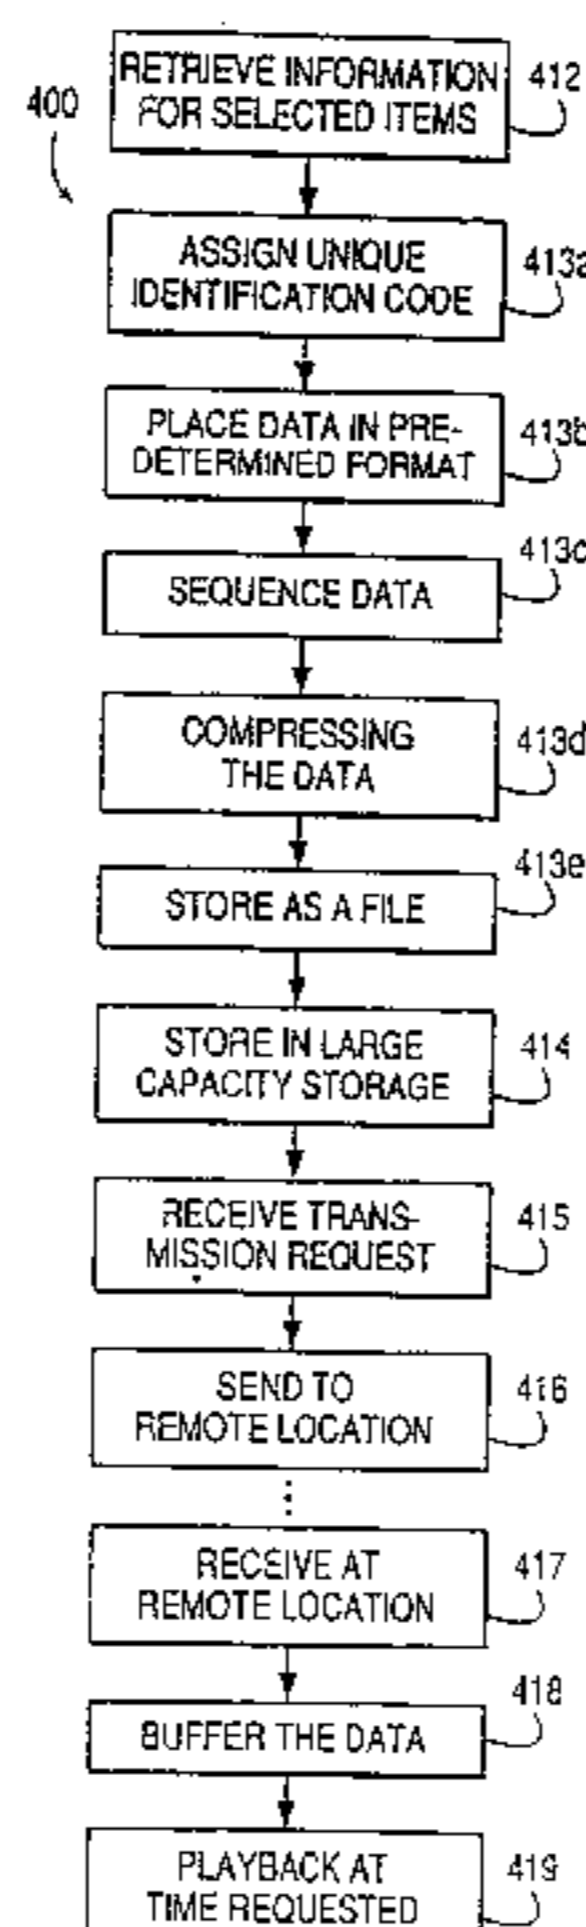 400
RETRIEVE INFORMATION
FOR SELECTED ITEMS
412
ASSIGN UNIQUE
IDENTIFICATION CODE
413a
PLACE DATA IN PRE-
DETERMINED FORMAT
413b
SEQUENCE DATA
413c
COMPRESSING
THE DATA
413d
STORE AS A FILE
413e
STORE IN LARGE
CAPACITY STORAGE
414
RECEIVE TRANS-
MISSION REQUEST
415
SEND TO
REMOTE LOCATION
416
RECEIVE AT
REMOTE LOCATION
417
BUFFER THE DATA
418
PLAYBACK AT
TIME REQUESTED
419